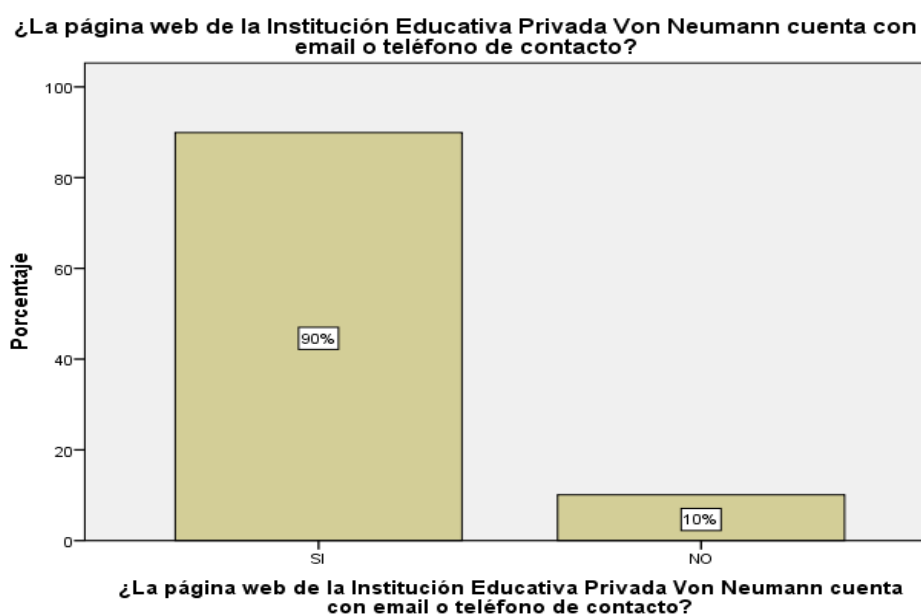 ¿La página web de la Institución Educativa Privada Von Neumann cuenta con
email o teléfono de contacto?
Porcentaje
100
80
60
40
20
0
90%
10%
SI
NO
¿La página web de la Institución Educativa Privada Von Neumann cuenta
con email o teléfono de contacto?